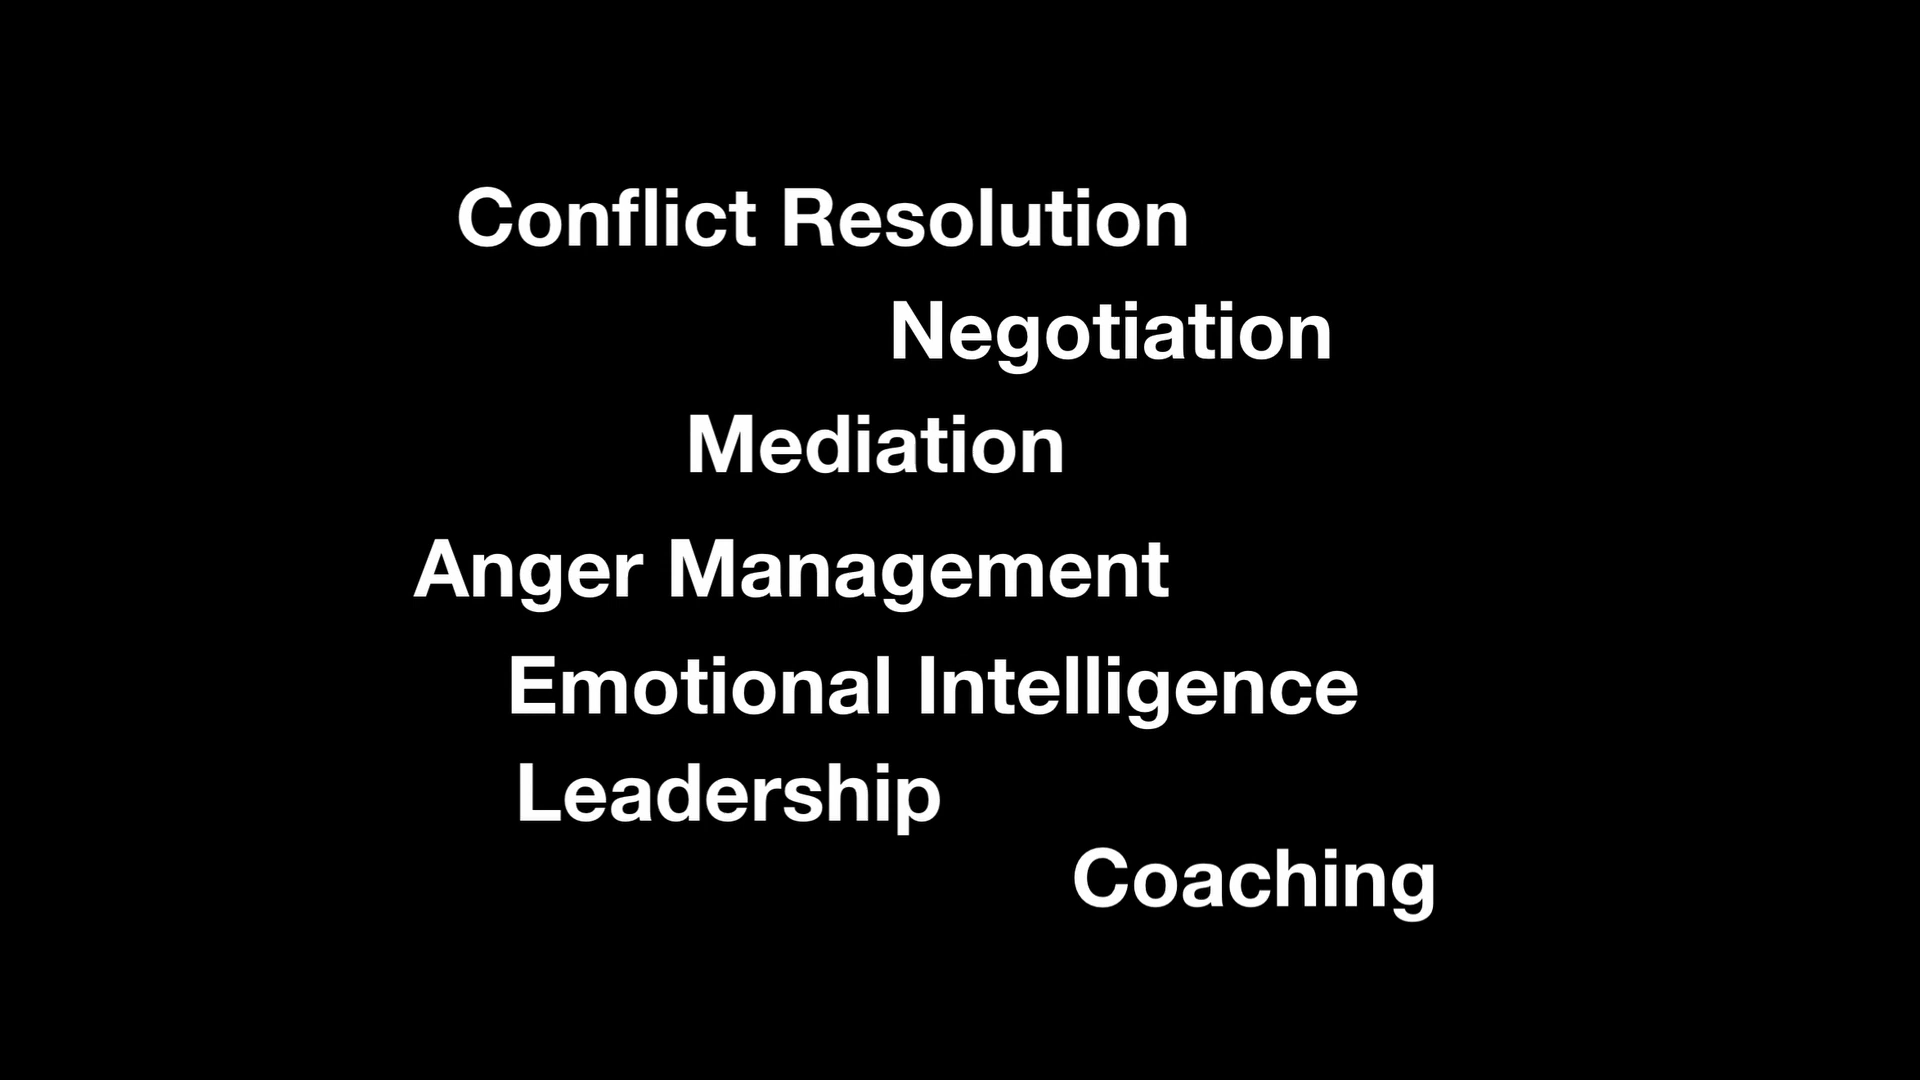 Conflict Resolution
Negotiation
Mediation
Anger Management
Emotional Intelligence
Leadership
Coaching